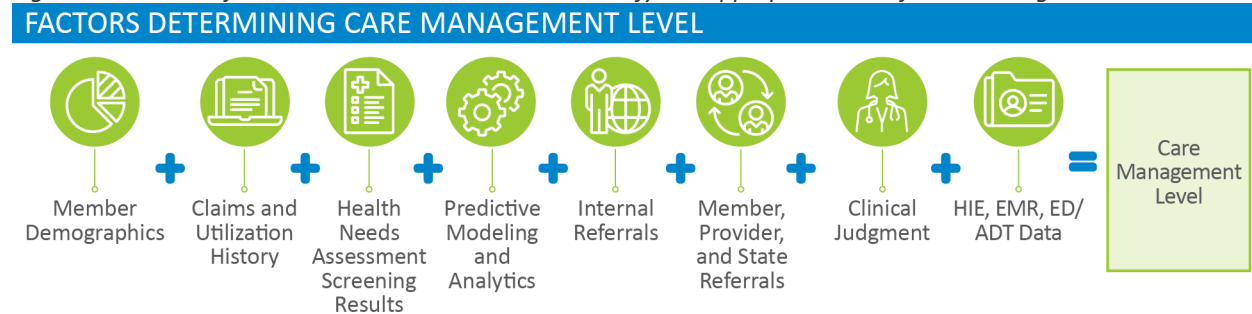 FACTORS DETERMINING CARE MANAGEMENT LEVEL
Member
Demographics
Claims and
Utilization
History
Health
Needs
Assessment
Screening
Results
Predictive
Modeling
and
Analytics
Internal
Referrals
Member,
Provider,
and State
Referrals
Clinical
Judgment
HIE, EMR, ED/
ADT Data
Care
Management
Level